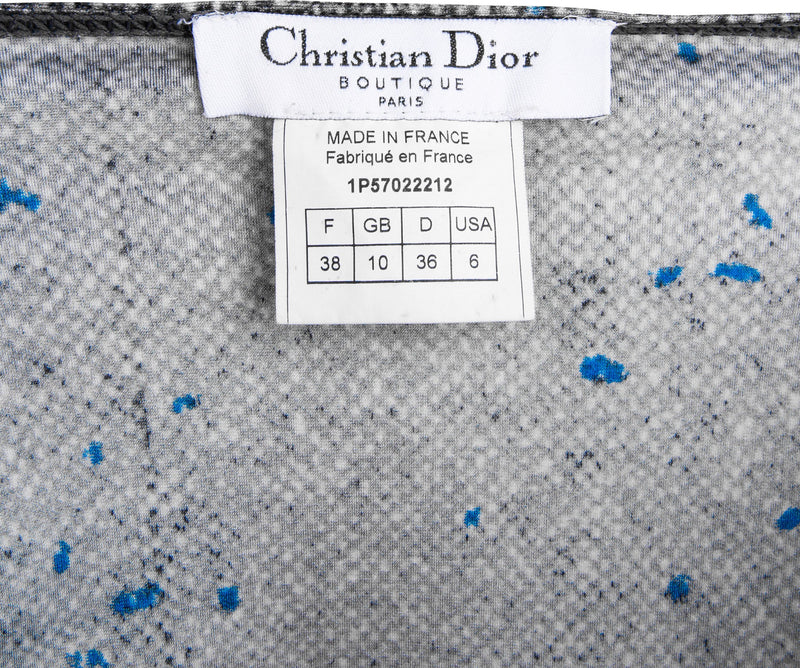 Christian Dior
BOUTIQUE
PARIS
MADE IN FRANCE
Fabriqué en France
1P57022212
F GB D USA
38 10 36 6